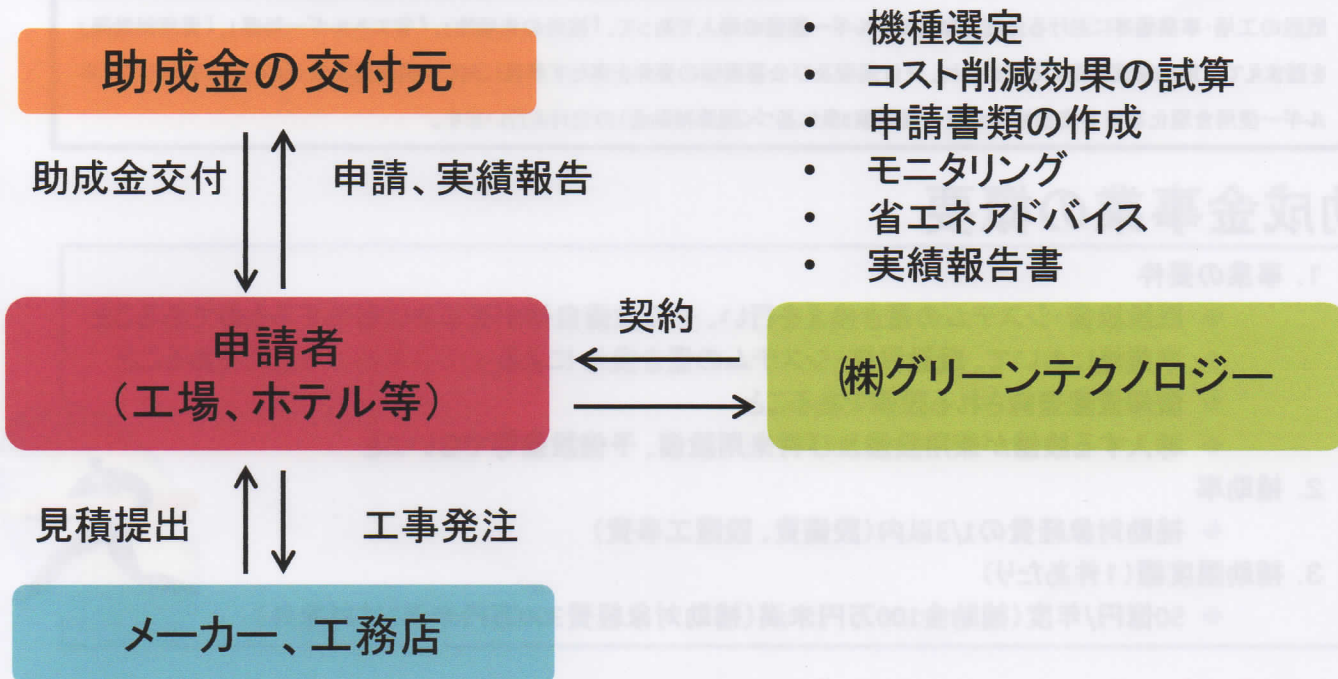 助成金の交付元
助成金交付
申請、実績報告
• 機種選定
• コスト削減効果の試算
• 申請書類の作成
• モニタリング
• 省エネアドバイス
• 実績報告書
申請者
(工場、ホテル等)
契約
㈱グリーンテクノロジー
見積提出
工事発注
メーカー、工務店